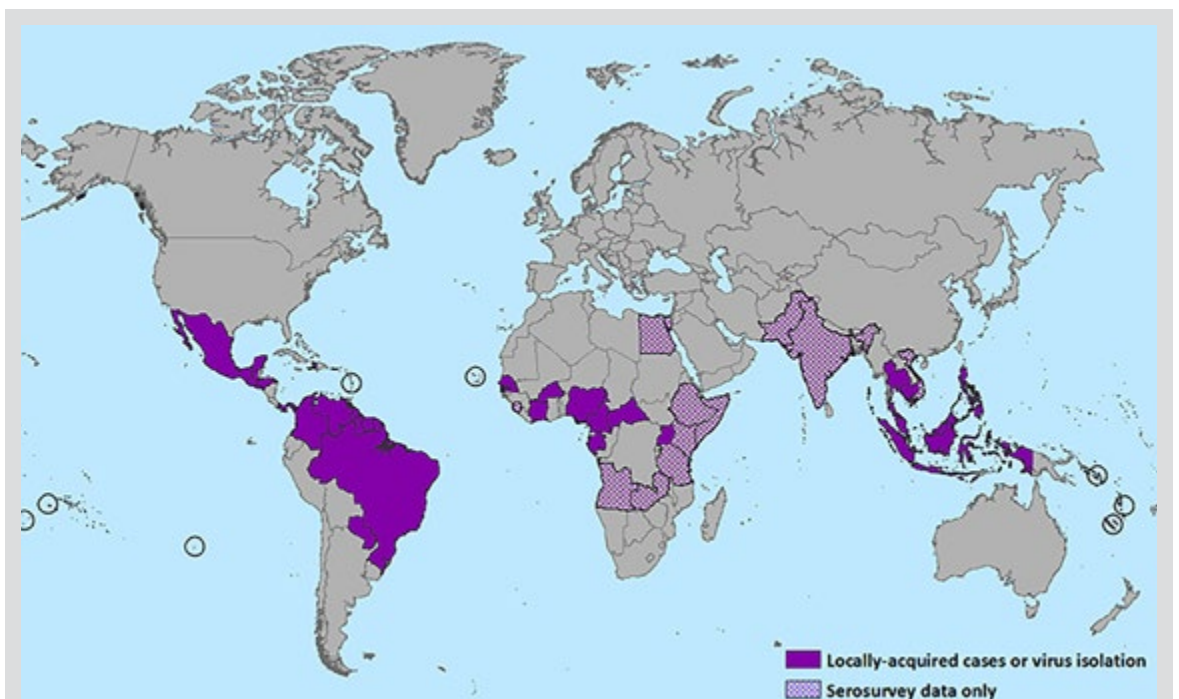 Locally-acquired cases or virus isolation
Serosurvey data only